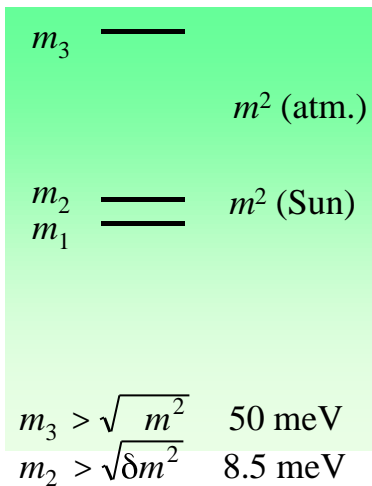 m₃
m² (atm.)
m₂ m² (Sun)
m₁
m₃ > √ m² 50 meV
m₂ > √δm² 8.5 meV